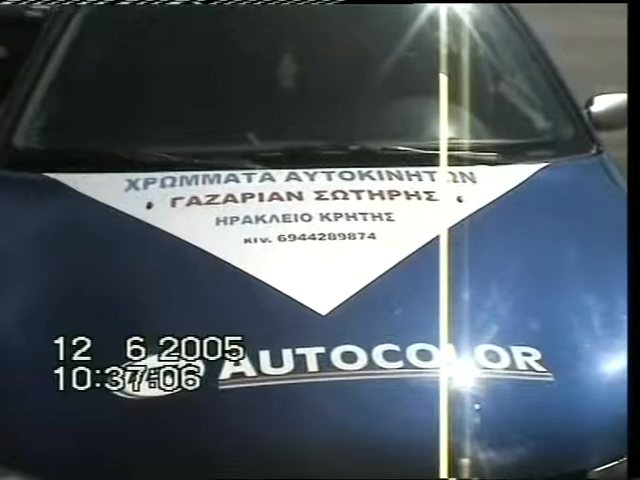 ΧΡΩΜΜΑΤΑ ΑΥΤΟΚΙΝΗΤΩΝ
ΓΑΖΑΡΙΑΝ ΣΩΤΗΡΗΣ
ΗΡΑΚΛΕΙΟ ΚΡΗΤΗΣ
κιν. 6944289874
12 6.2005
AUTOCOLOR
10:37:06